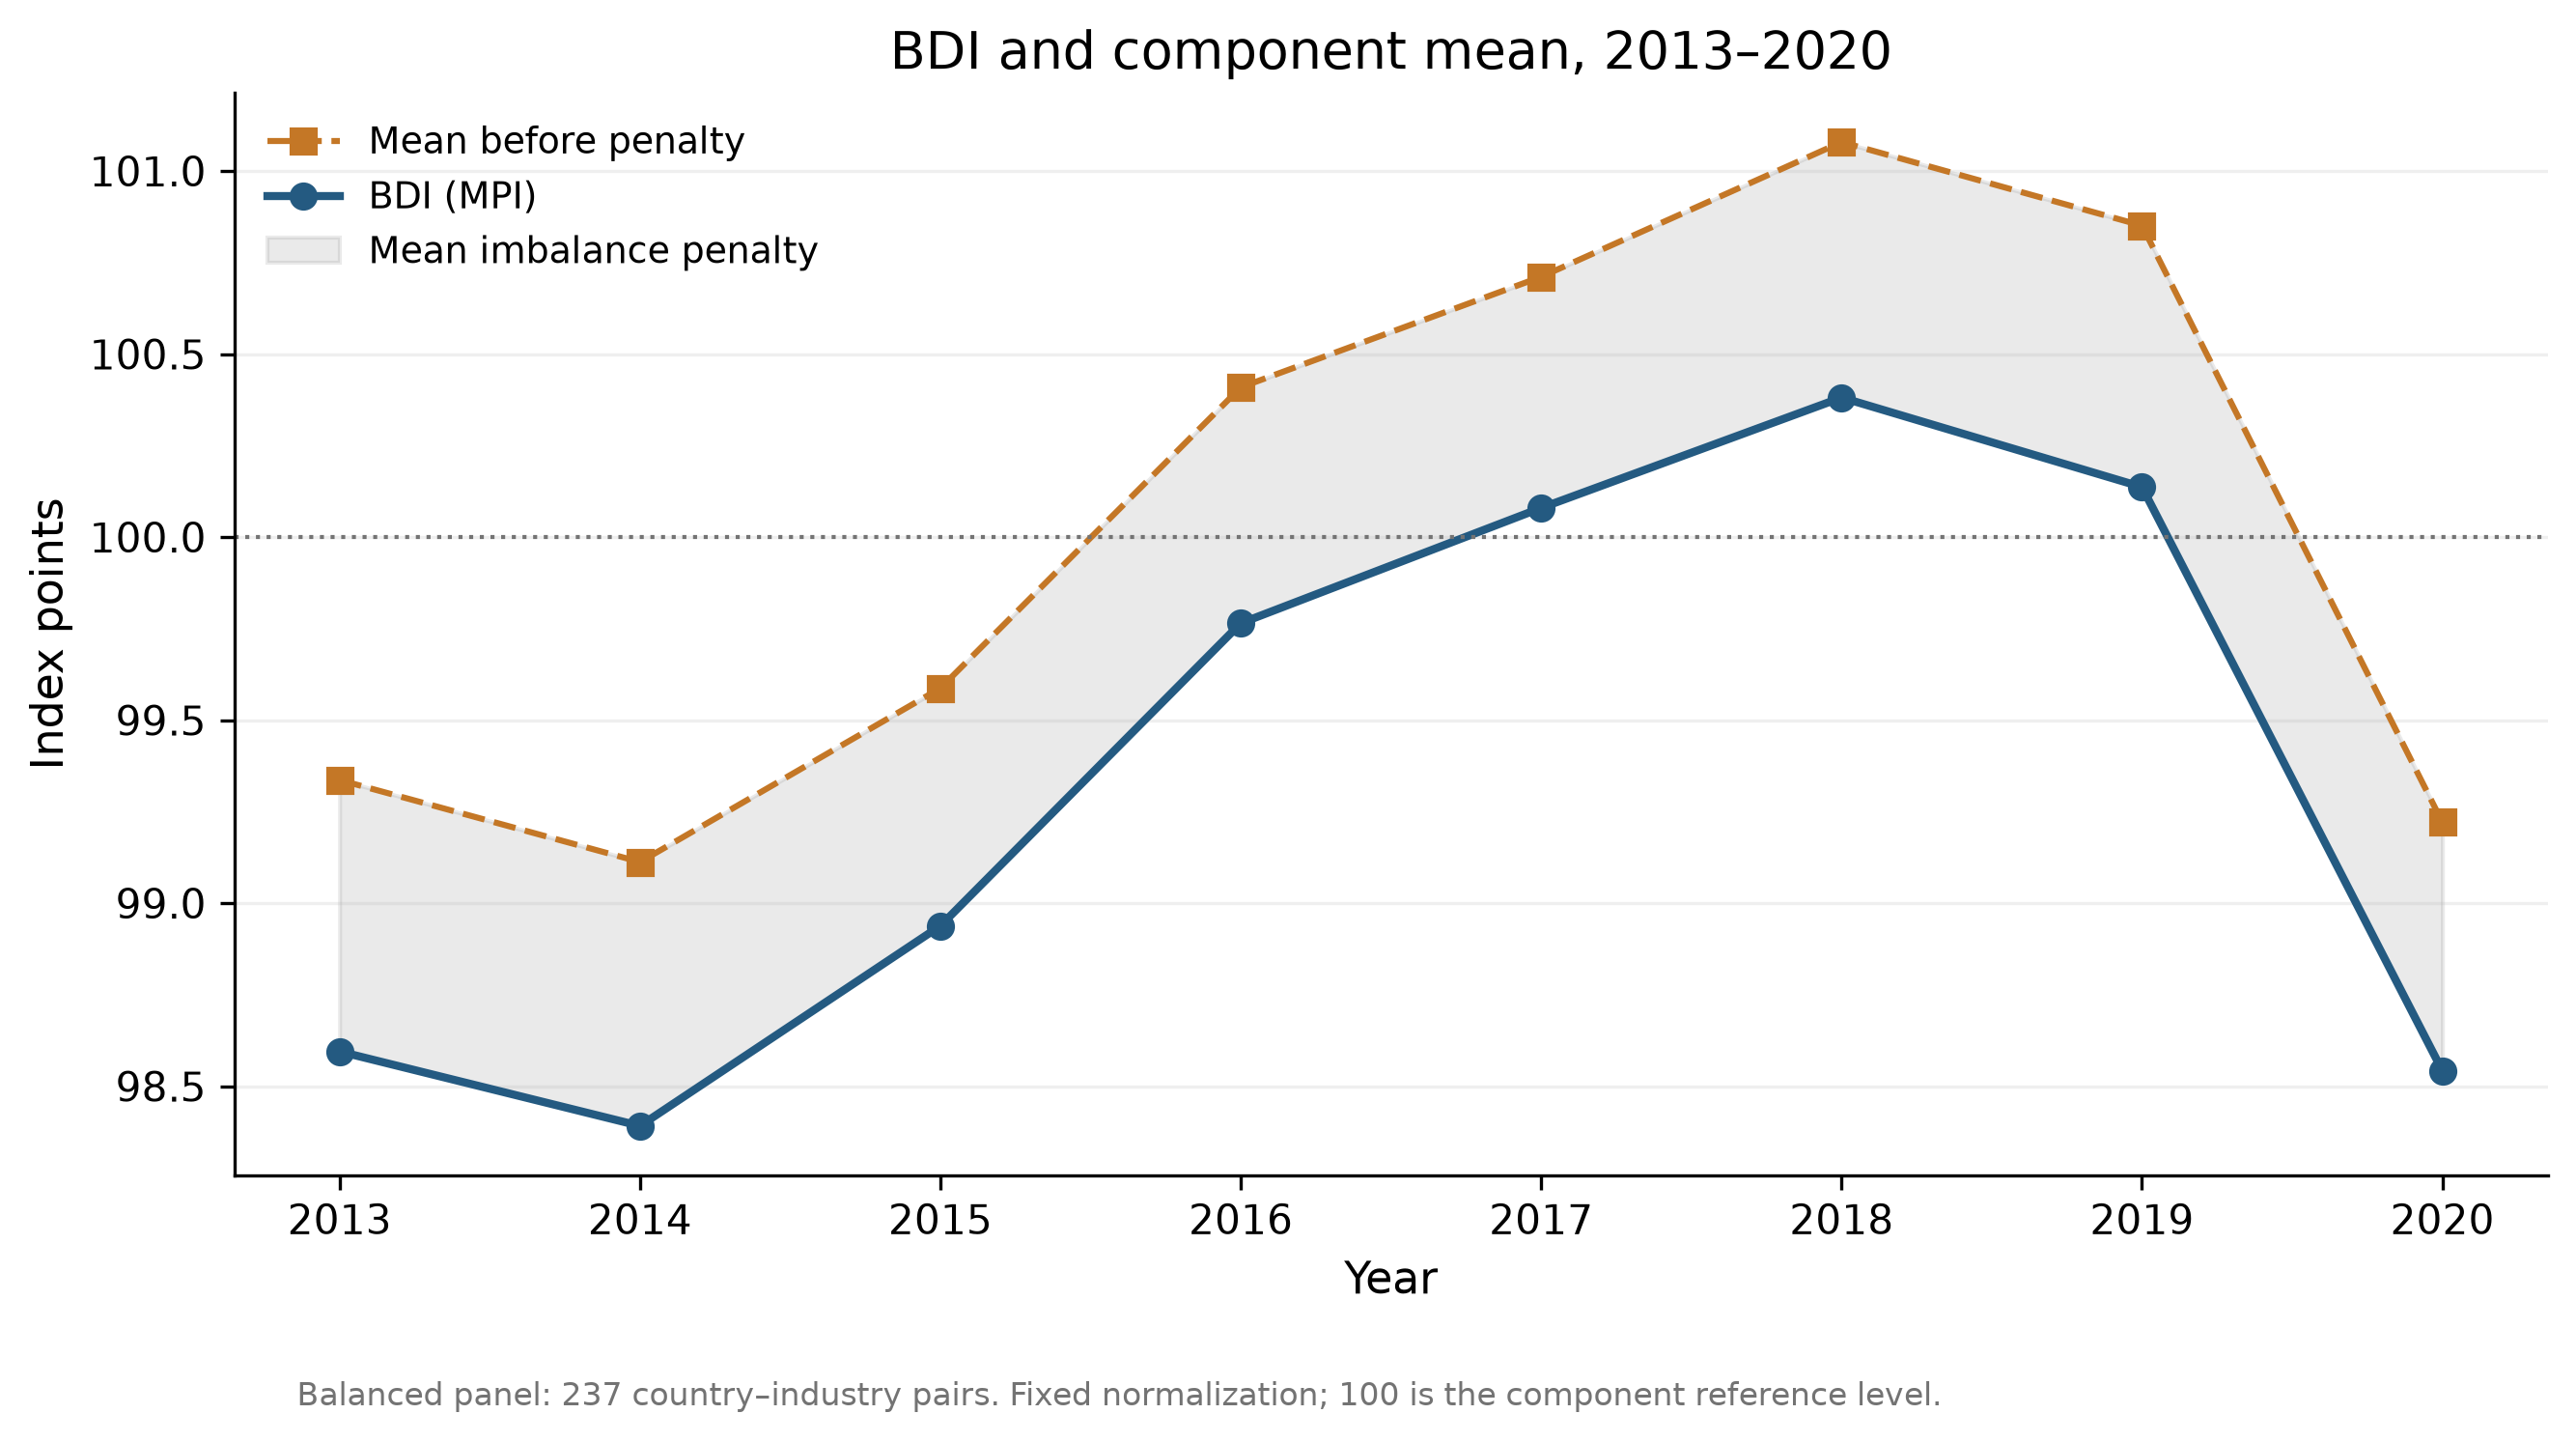 BDI and component mean, 2013–2020
Mean before penalty
BDI (MPI)
Mean imbalance penalty
Index points
101.0
100.5
100.0
99.5
99.0
98.5
2013 2014 2015 2016 2017 2018 2019 2020
Year
Balanced panel: 237 country–industry pairs. Fixed normalization; 100 is the component reference level.